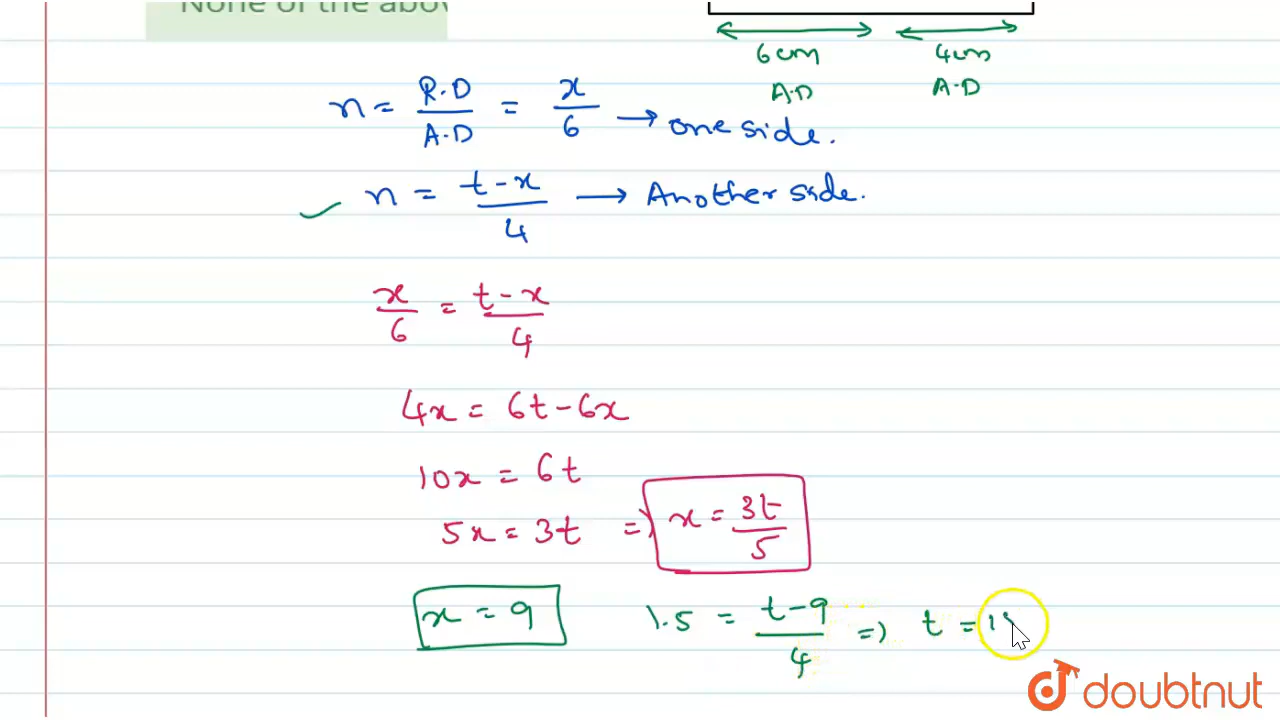 None of the abov
6cm 4cm
A.D A.D
n = R.D / A.D = x / 6 → one side.
n = t - x / 4 → Another side.
x / 6 = t - x / 4
4x = 6t - 6x
10x = 6t
5x = 3t => x = 3t / 5
x = 9 1.5 = t - 9 / 4 => t =
doubtnut